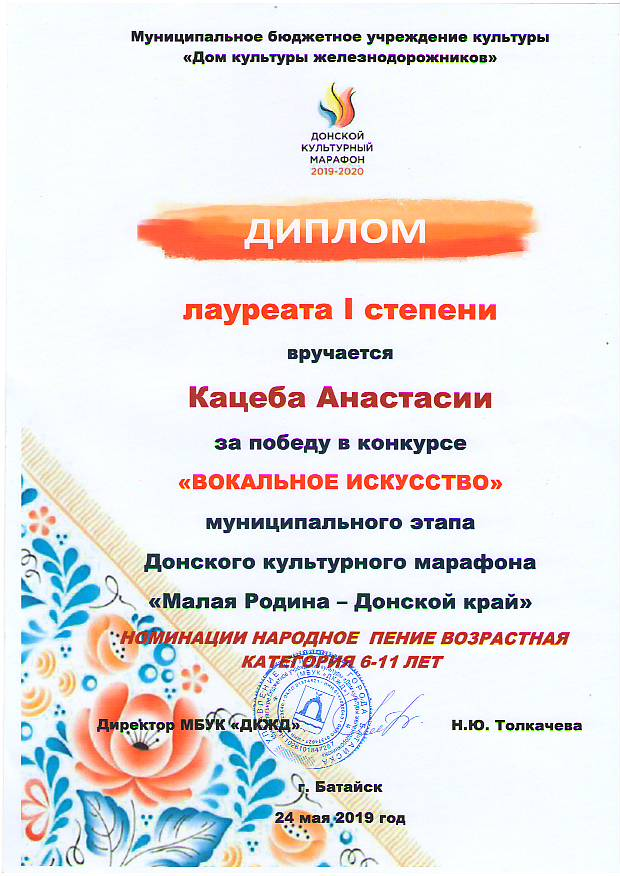 Муниципальное бюджетное учреждение культуры
«Дом культуры железнодорожников»
ДОНСКОЙ
КУЛЬТУРНЫЙ
МАРАФОН
2019-2020
ДИПЛОМ
лауреата I степени
вручается
Кацеба Анастасии
за победу в конкурсе
«ВОКАЛЬНОЕ ИСКУССТВО»
муниципального этапа
Донского культурного марафона
«Малая Родина – Донской край»
НОМИНАЦИИ НАРОДНОЕ  ПЕНИЕ ВОЗРАСТНАЯ
КАТЕГОРИЯ 6-11 ЛЕТ
Директор МБУК «ДКЖД»
Н.Ю. Толкачева
г. Батайск
24 мая 2019 год